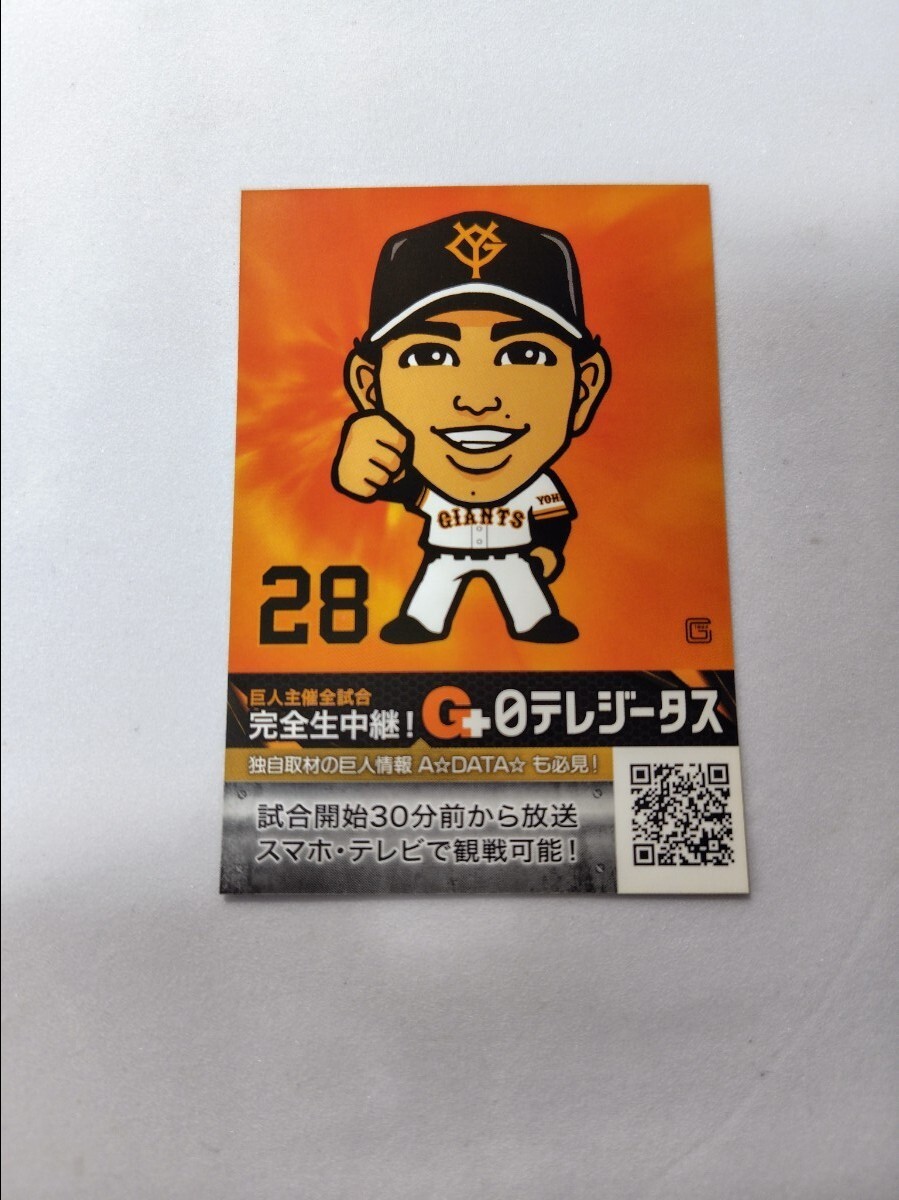 YG
GIANTS
YOH
28
巨人主催全試合
完全生中継！
G+日テレジータス
独自取材の巨人情報 A☆DATA☆ も必見！
試合開始30分前から放送
スマホ・テレビで観戦可能！